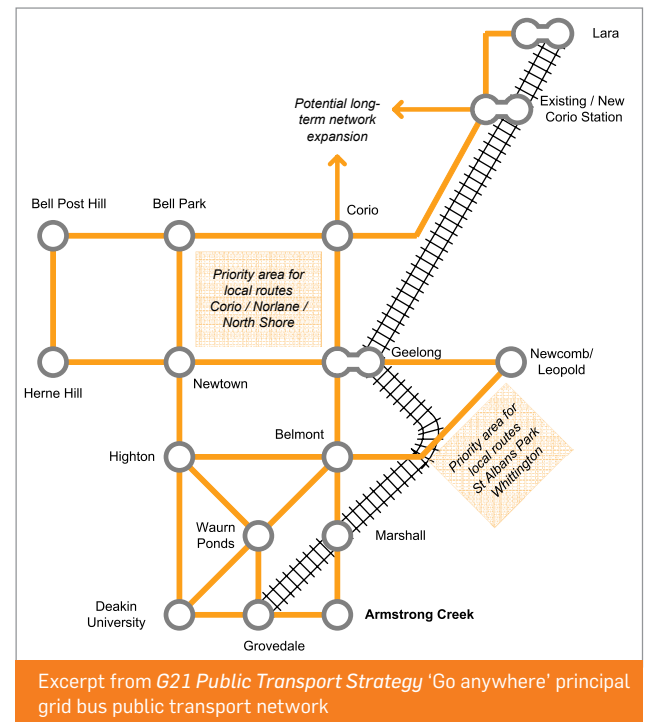 Lara
Existing / New
Corio Station
Potential long-
term network
expansion
Bell Post Hill
Bell Park
Corio
Priority area for
local routes
Corio / Norlane /
North Shore
Geelong
Newcomb/
Leopold
Herne Hill
Newtown
Priority area for
local routes
St Albans Park
Whittington
Belmont
Highton
Waurn
Ponds
Marshall
Deakin
University
Armstrong Creek
Grovedale
Excerpt from G21 Public Transport Strategy ‘Go anywhere’ principal
grid bus public transport network